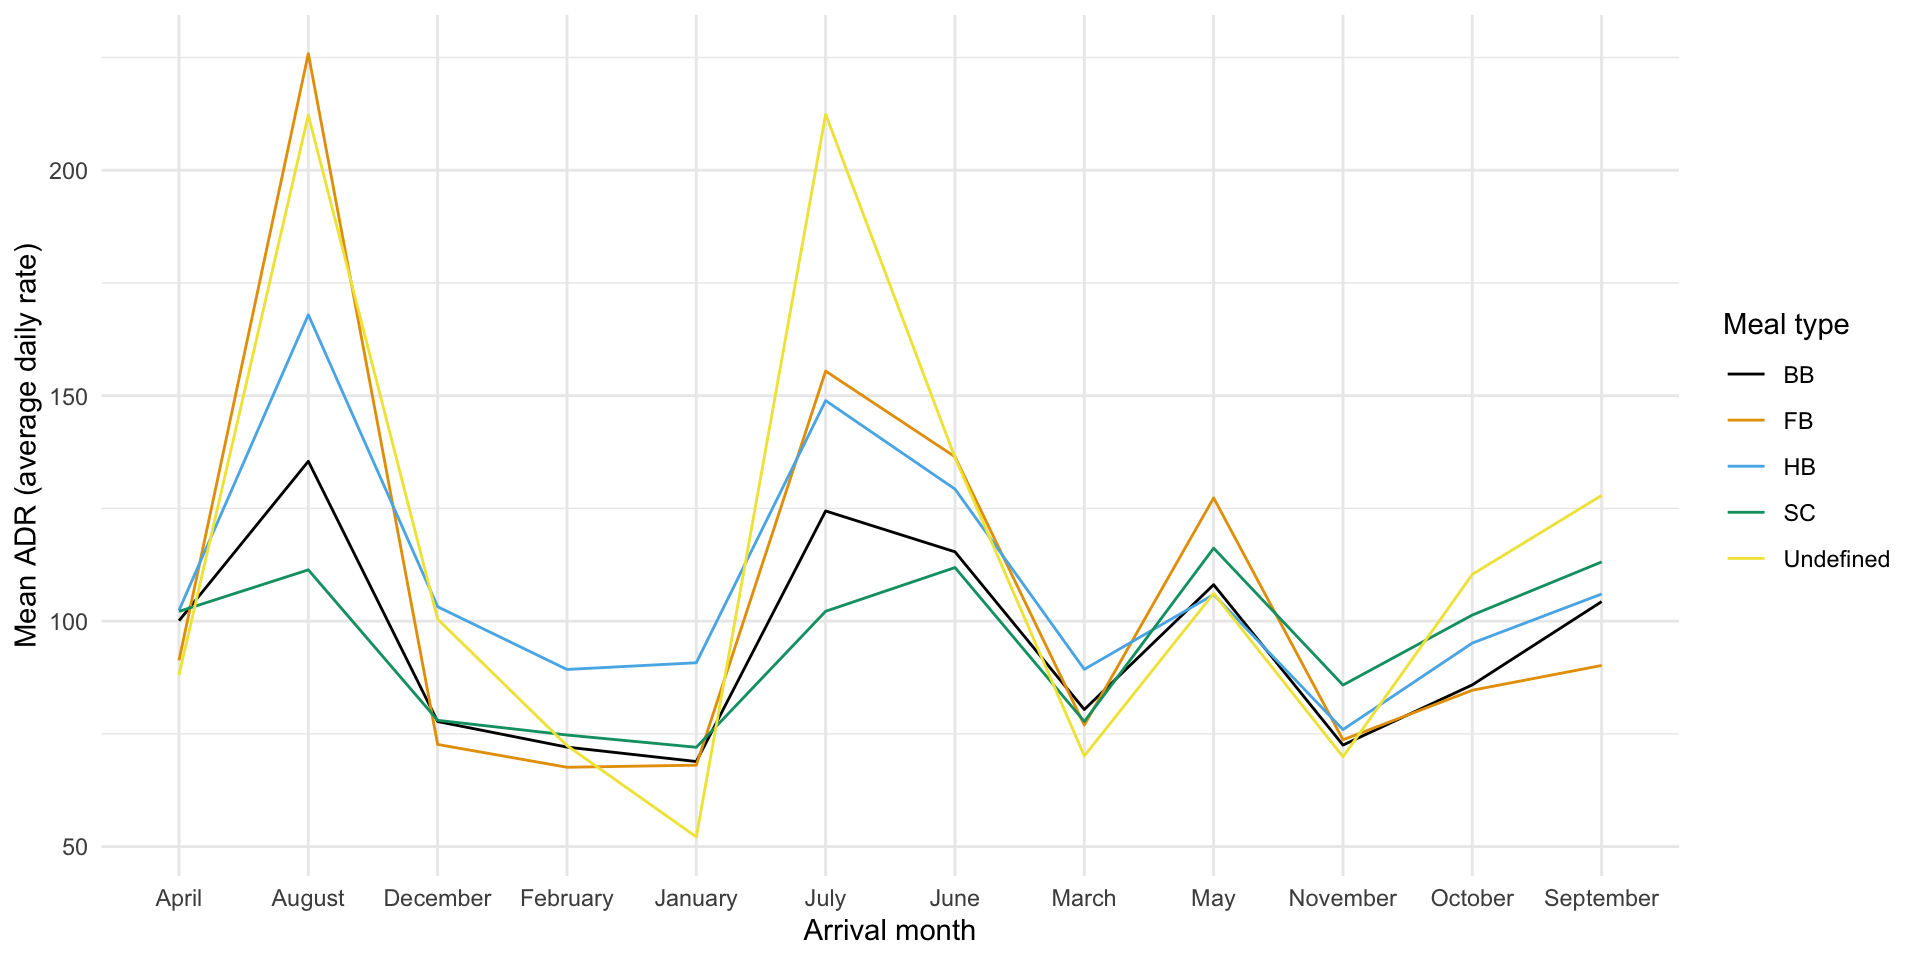 Mean ADR (average daily rate)
200
150
100
50
April August December February January July June March May November October September
Arrival month
Meal type
BB
FB
HB
SC
Undefined